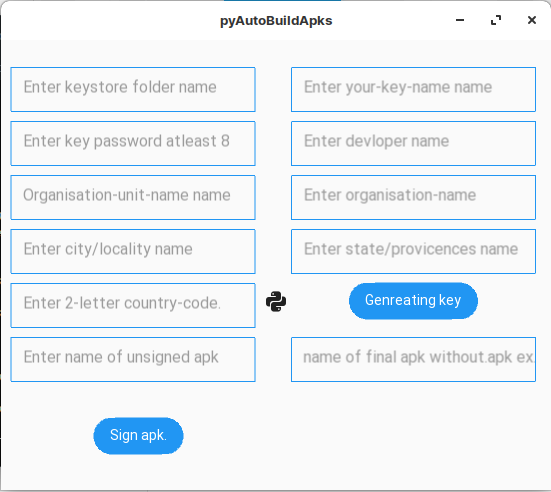 pyAutoBuildApks
Enter keystore folder name
Enter your-key-name name
Enter key password atleast 8
Enter devloper name
Organisation-unit-name name
Enter organisation-name
Enter city/locality name
Enter state/provicences name
Enter 2-letter country-code.
Genreating key
Enter name of unsigned apk
name of final apk without.apk ex.
Sign apk.